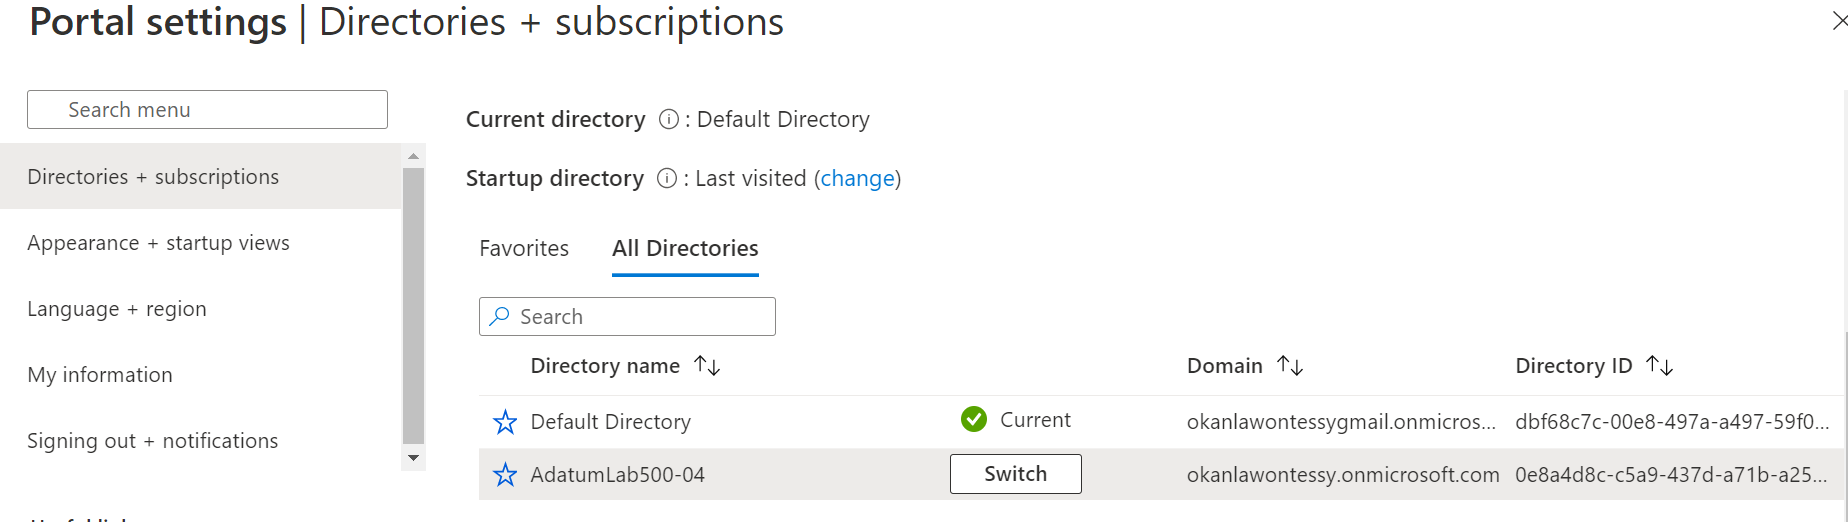 Portal settings | Directories + subscriptions
Search menu
Directories + subscriptions
Appearance + startup views
Language + region
My information
Signing out + notifications
Current directory : Default Directory
Startup directory : Last visited (change)
Favorites All Directories
Search
Directory name Domain Directory ID
Default Directory Current okanlawontessygmail.onmicros... dbf68c7c-00e8-497a-a497-59f0...
AdatumLab500-04 Switch okanlawontessy.onmicrosoft.com 0e8a4d8c-c5a9-437d-a71b-a25...